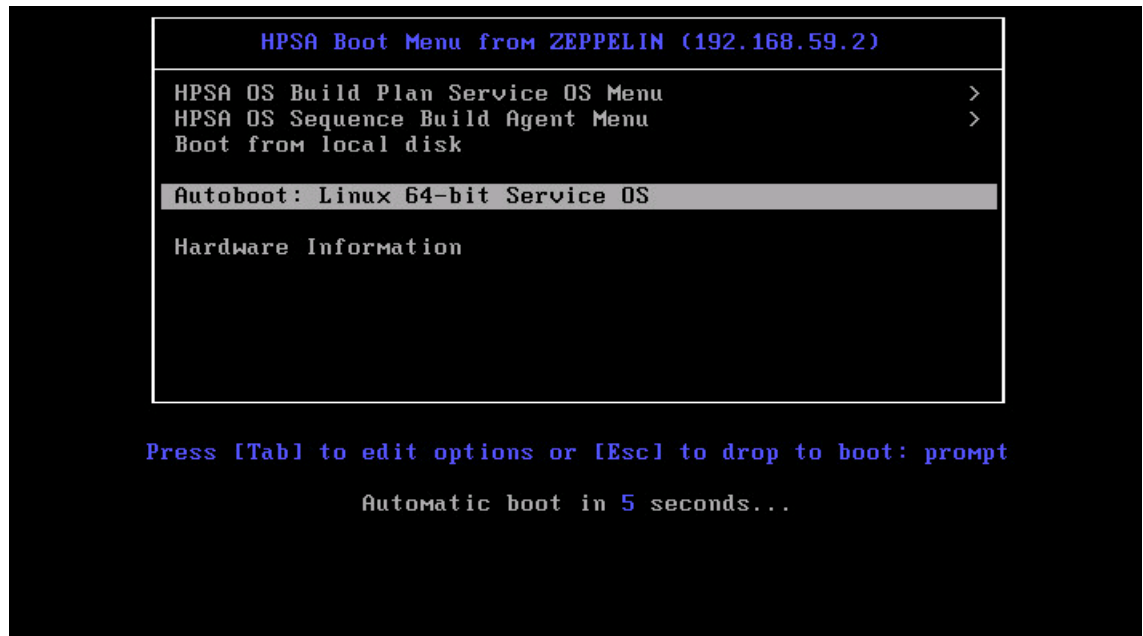 HPSA Boot Menu from ZEPPELIN (192.168.59.2)
HPSA OS Build Plan Service OS Menu >
HPSA OS Sequence Build Agent Menu >
Boot from local disk
Autoboot: Linux 64-bit Service OS
Hardware Information
Press [Tab] to edit options or [Esc] to drop to boot: prompt
Automatic boot in 5 seconds...